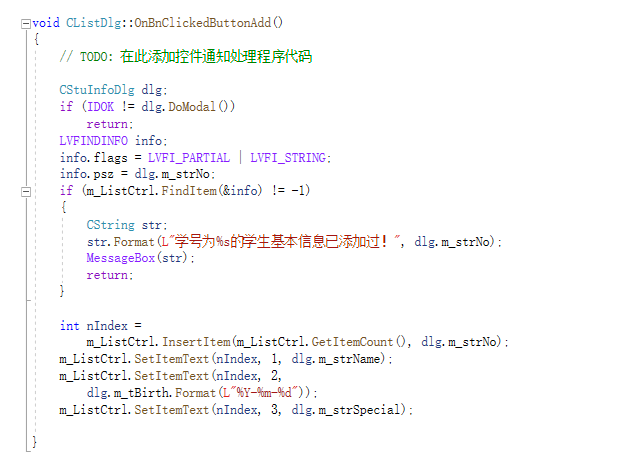 void CListDlg::OnBnClickedButtonAdd()
{
// TODO: 在此添加控件通知处理程序代码
CStuInfoDlg dlg;
if (IDOK != dlg.DoModal())
return;
LVFINDINFO info;
info.flags = LVFI_PARTIAL | LVFI_STRING;
info.psz = dlg.m_strNo;
if (m_ListCtrl.FindItem(&info) != -1)
{
CString str;
str.Format(L"学号为%s的学生基本信息已添加过！", dlg.m_strNo);
MessageBox(str);
return;
}
int nIndex =
m_ListCtrl.InsertItem(m_ListCtrl.GetItemCount(), dlg.m_strNo);
m_ListCtrl.SetItemText(nIndex, 1, dlg.m_strName);
m_ListCtrl.SetItemText(nIndex, 2,
dlg.m_tBirth.Format(L"%Y-%m-%d"));
m_ListCtrl.SetItemText(nIndex, 3, dlg.m_strSpecial);
}